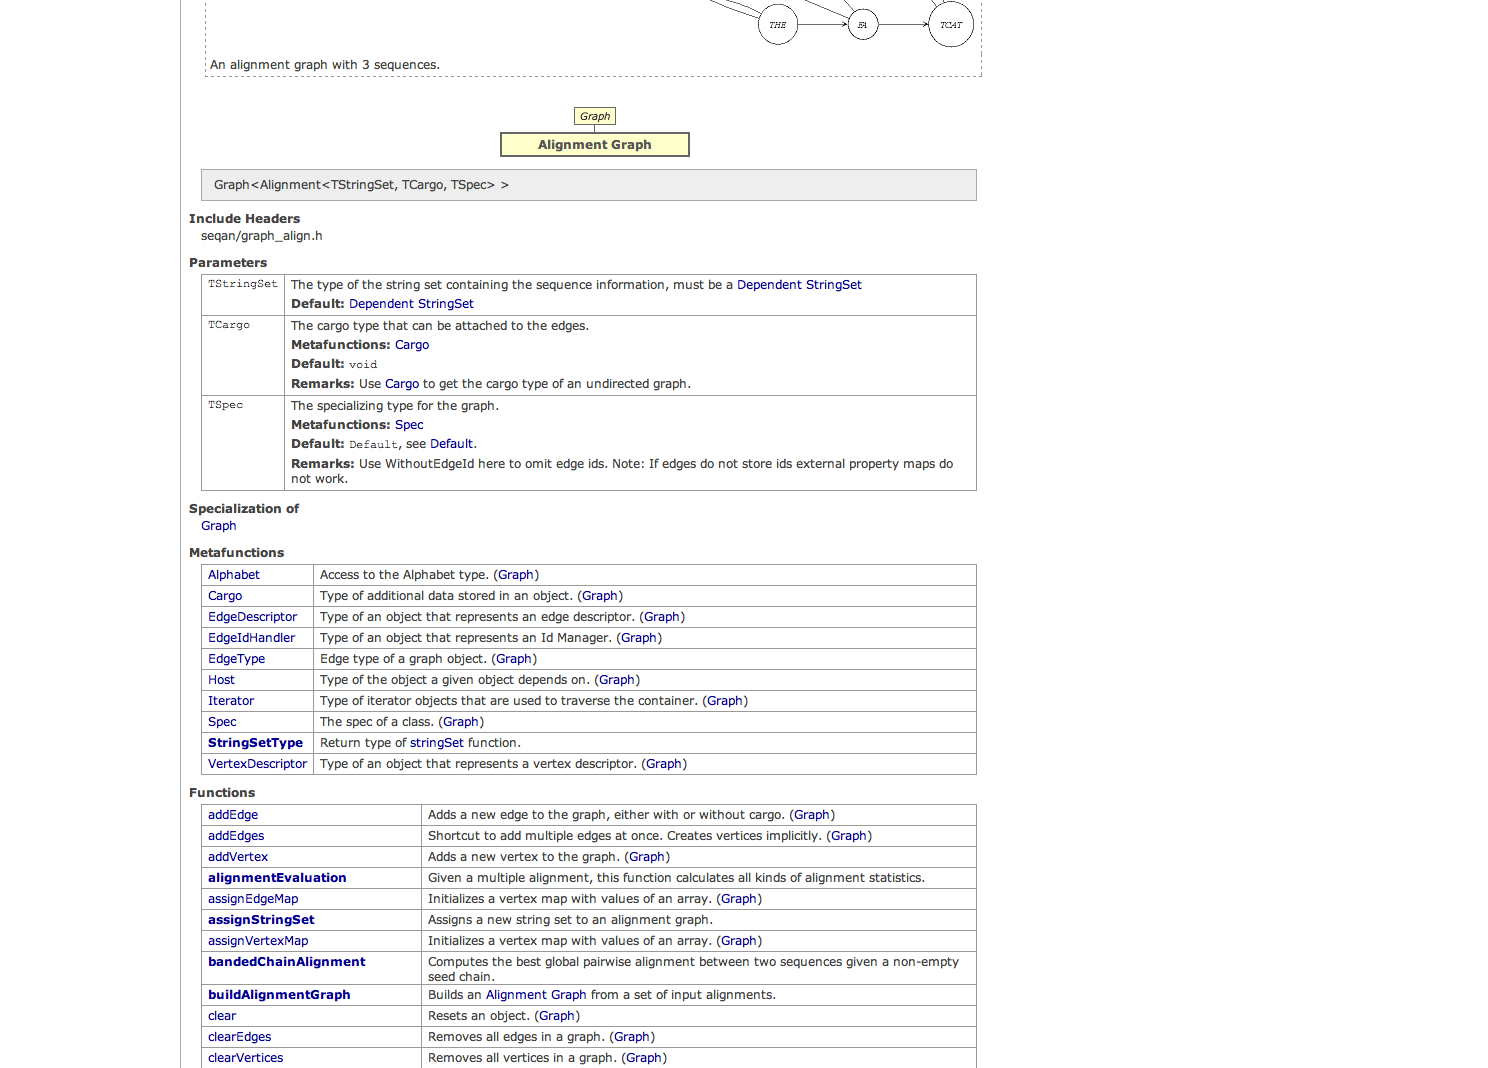 THE FA TCAT
An alignment graph with 3 sequences.
Graph
Alignment Graph
Graph<Alignment<TStringSet, TCargo, TSpec> >
Include Headers
seqan/graph_align.h
Parameters
TStringSet The type of the string set containing the sequence information, must be a Dependent StringSet
Default: Dependent StringSet
TCargo The cargo type that can be attached to the edges.
Metafunctions: Cargo
Default: void
Remarks: Use Cargo to get the cargo type of an undirected graph.
TSpec The specializing type for the graph.
Metafunctions: Spec
Default: Default, see Default.
Remarks: Use WithoutEdgeId here to omit edge ids. Note: If edges do not store ids external property maps do
not work.
Specialization of
Graph
Metafunctions
Alphabet Access to the Alphabet type. (Graph)
Cargo Type of additional data stored in an object. (Graph)
EdgeDescriptor Type of an object that represents an edge descriptor. (Graph)
EdgeIdHandler Type of an object that represents an Id Manager. (Graph)
EdgeType Edge type of a graph object. (Graph)
Host Type of the object a given object depends on. (Graph)
Iterator Type of iterator objects that are used to traverse the container. (Graph)
Spec The spec of a class. (Graph)
StringSetType Return type of stringSet function.
VertexDescriptor Type of an object that represents a vertex descriptor. (Graph)
Functions
addEdge Adds a new edge to the graph, either with or without cargo. (Graph)
addEdges Shortcut to add multiple edges at once. Creates vertices implicitly. (Graph)
addVertex Adds a new vertex to the graph. (Graph)
alignmentEvaluation Given a multiple alignment, this function calculates all kinds of alignment statistics.
assignEdgeMap Initializes a vertex map with values of an array. (Graph)
assignStringSet Assigns a new string set to an alignment graph.
assignVertexMap Initializes a vertex map with values of an array. (Graph)
bandedChainAlignment Computes the best global pairwise alignment between two sequences given a non-empty
seed chain.
buildAlignmentGraph Builds an Alignment Graph from a set of input alignments.
clear Resets an object. (Graph)
clearEdges Removes all edges in a graph. (Graph)
clearVertices Removes all vertices in a graph. (Graph)